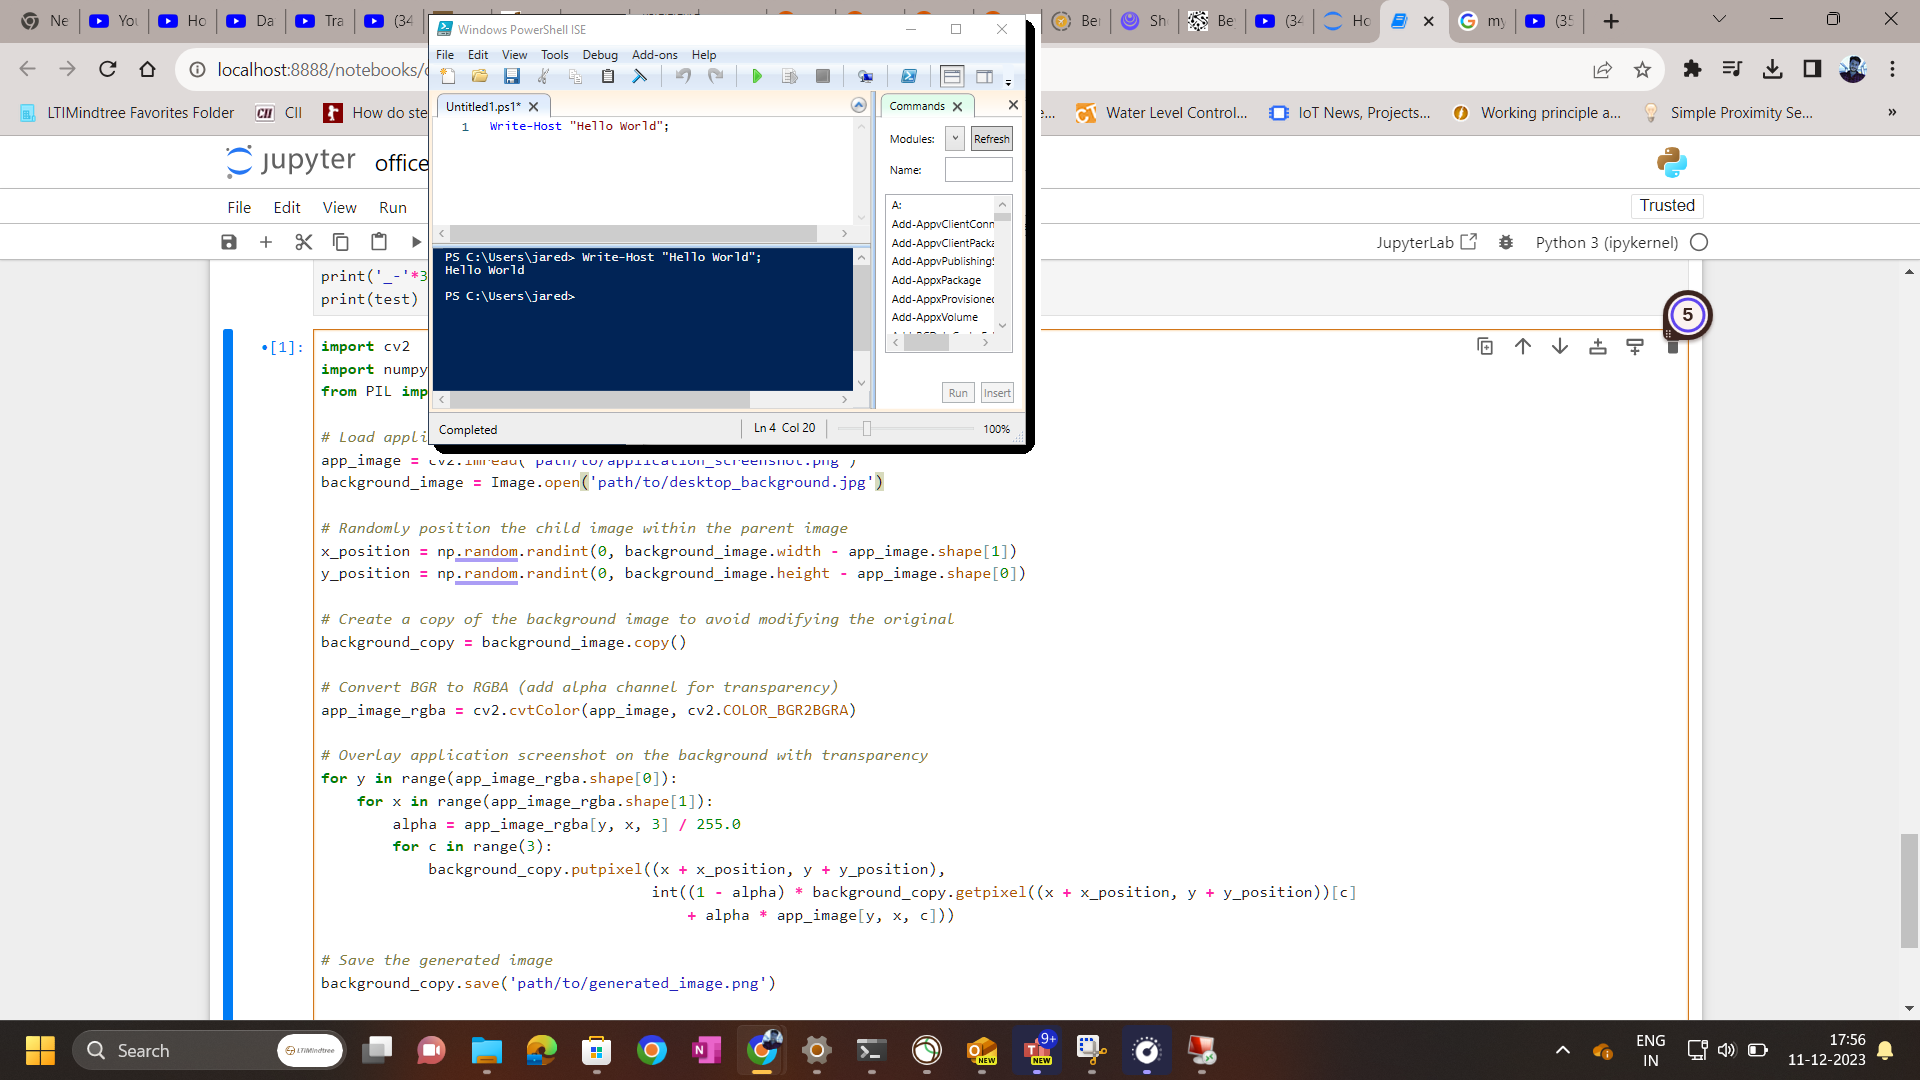 Ne
You
Ho
Da
Tra
(34
Ber
Sh
Be
(34
Ho
my
(35
localhost:8888/notebooks/
LTIMindtree Favorites Folder
CII
How do ste
Water Level Control...
IoT News, Projects...
Working principle a...
Simple Proximity Se...
»
Windows PowerShell ISE
File Edit View Tools Debug Add-ons Help
Untitled1.ps1*
1 Write-Host "Hello World";
PS C:\Users\jared> Write-Host "Hello World";
Hello World
PS C:\Users\jared>
Commands
Modules:
Refresh
Name:
A:
Add-AppvClientConn
Add-AppvClientPacka
Add-AppvPublishing
Add-AppxPackage
Add-AppxProvisioned
Add-AppxVolume
Run
Insert
Completed
Ln 4 Col 20
100%
jupyter office
Trusted
File Edit View Run
JupyterLab
Python 3 (ipykernel)
print('_-'*3
print(test)
5
[1]:
import cv2
import numpy
from PIL imp
# Load appli
app_image = cv2.imread('path/to/application_screenshot.png')
background_image = Image.open('path/to/desktop_background.jpg')
# Randomly position the child image within the parent image
x_position = np.random.randint(0, background_image.width - app_image.shape[1])
y_position = np.random.randint(0, background_image.height - app_image.shape[0])
# Create a copy of the background image to avoid modifying the original
background_copy = background_image.copy()
# Convert BGR to RGBA (add alpha channel for transparency)
app_image_rgba = cv2.cvtColor(app_image, cv2.COLOR_BGR2BGRA)
# Overlay application screenshot on the background with transparency
for y in range(app_image_rgba.shape[0]):
for x in range(app_image_rgba.shape[1]):
alpha = app_image_rgba[y, x, 3] / 255.0
for c in range(3):
background_copy.putpixel((x + x_position, y + y_position),
int((1 - alpha) * background_copy.getpixel((x + x_position, y + y_position))[c]
+ alpha * app_image[y, x, c]))
# Save the generated image
background_copy.save('path/to/generated_image.png')
Search
LTIMindtree
NEW
9+
NEW
ENG
IN
17:56
11-12-2023